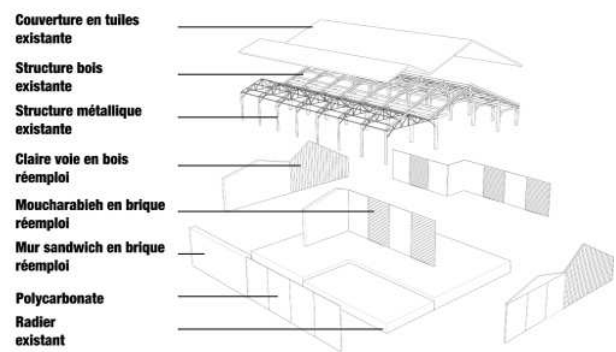 Couverture en tuiles
existante
Structure bois
existante
Structure métallique
existante
Claire voie en bois
réemploi
Moucharabieh en brique
réemploi
Mur sandwich en brique
réemploi
Polycarbonate
Radier
existant